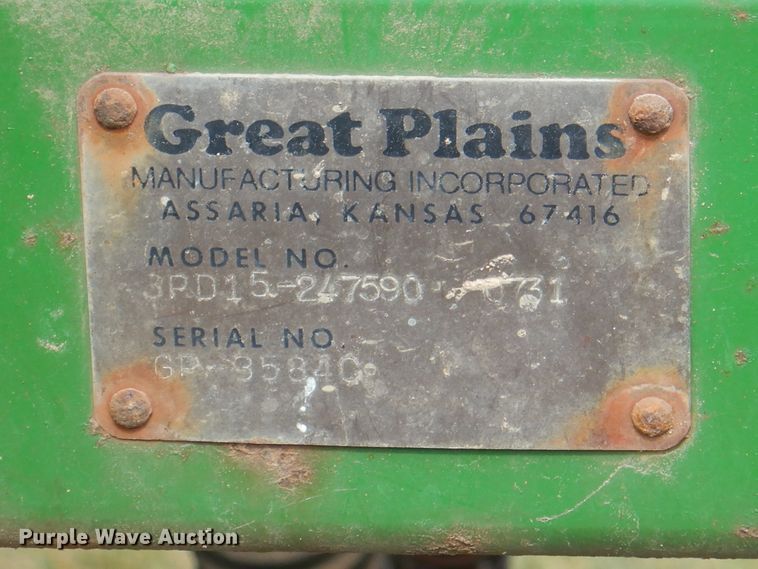 Great Plains
MANUFACTURING INCORPORATED
ASSARIA, KANSAS 67416
MODEL NO.
SERIAL NO.
Purple Wave Auction